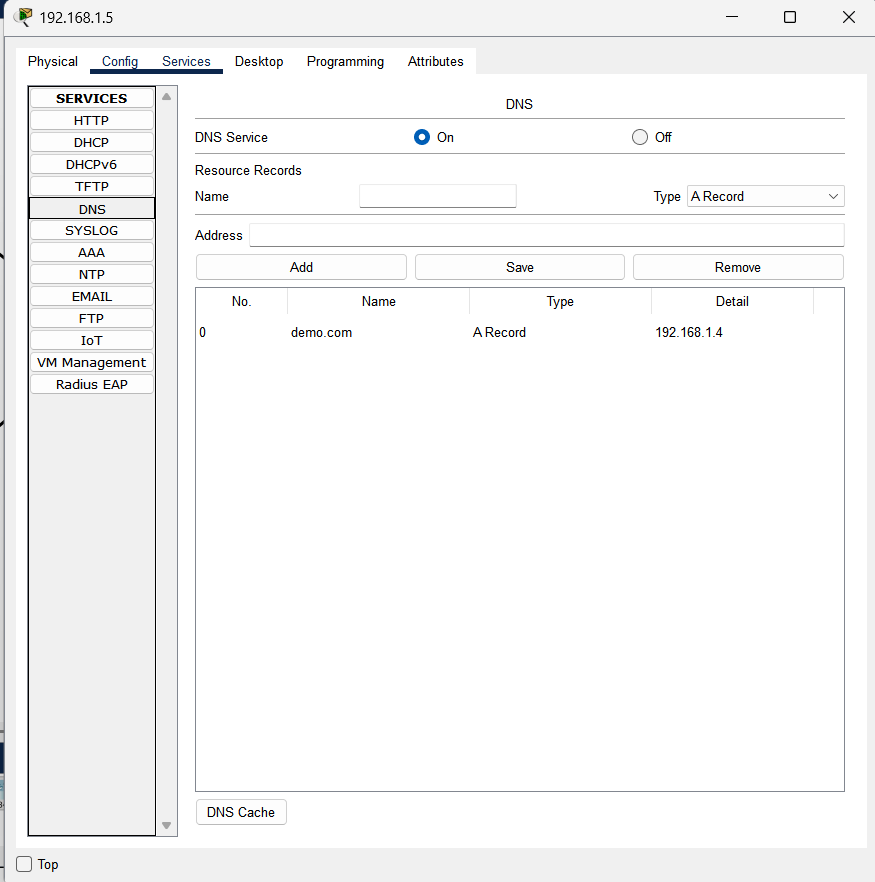 192.168.1.5
Physical Config Services Desktop Programming Attributes
SERVICES
HTTP
DHCP
DHCPv6
TFTP
DNS
SYSLOG
AAA
NTP
EMAIL
FTP
IoT
VM Management
Radius EAP
DNS
DNS Service On Off
Resource Records
Name Type A Record
Address
Add Save Remove
No. Name Type Detail
0 demo.com A Record 192.168.1.4
DNS Cache
Top